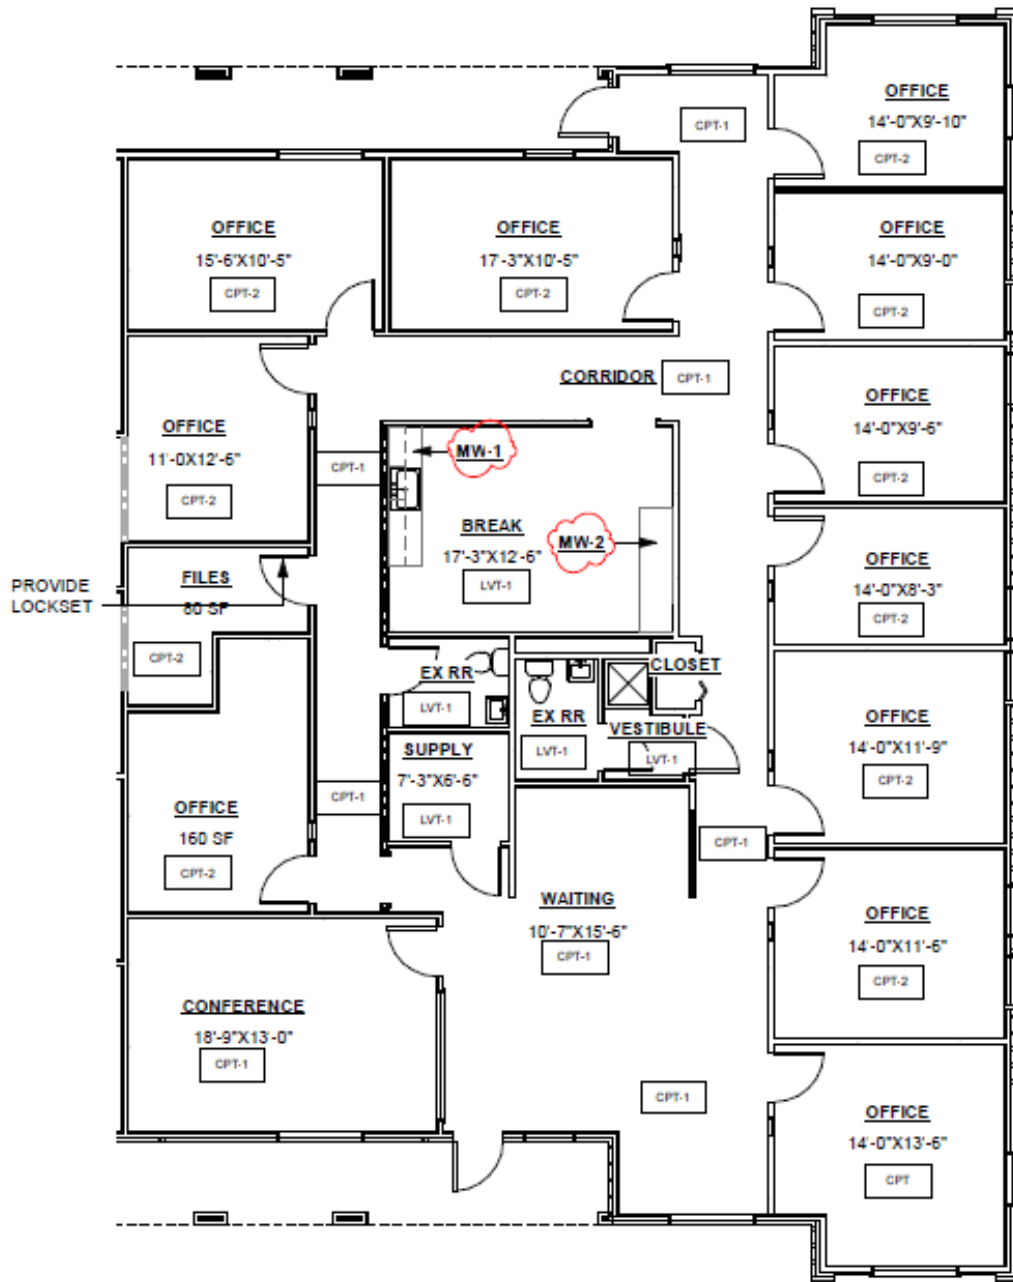 OFFICE
14'-0"X9'-10"
CPT-2
CPT-1
OFFICE
15'-6"X10'-5"
CPT-2
OFFICE
17'-3"X10'-5"
CPT-2
OFFICE
14'-0"X9'-0"
CPT-2
CORRIDOR
CPT-1
OFFICE
14'-0"X9'-6"
CPT-2
OFFICE
11'-0X12'-6"
CPT-2
CPT-1
MW-1
BREAK
17'-3"X12'-6"
LVT-1
MW-2
OFFICE
14'-0"X8'-3"
CPT-2
PROVIDE
LOCKSET
FILES
80 SF
CPT-2
EX RR
LVT-1
EX RR
LVT-1
CLOSET
VESTIBULE
LVT-1
OFFICE
14'-0"X11'-9"
CPT-2
SUPPLY
7'-3"X6'-6"
LVT-1
CPT-1
OFFICE
160 SF
CPT-2
CPT-1
WAITING
10'-7"X15'-6"
CPT-1
OFFICE
14'-0"X11'-6"
CPT-2
CONFERENCE
18'-9"X13'-0"
CPT-1
CPT-1
OFFICE
14'-0"X13'-6"
CPT